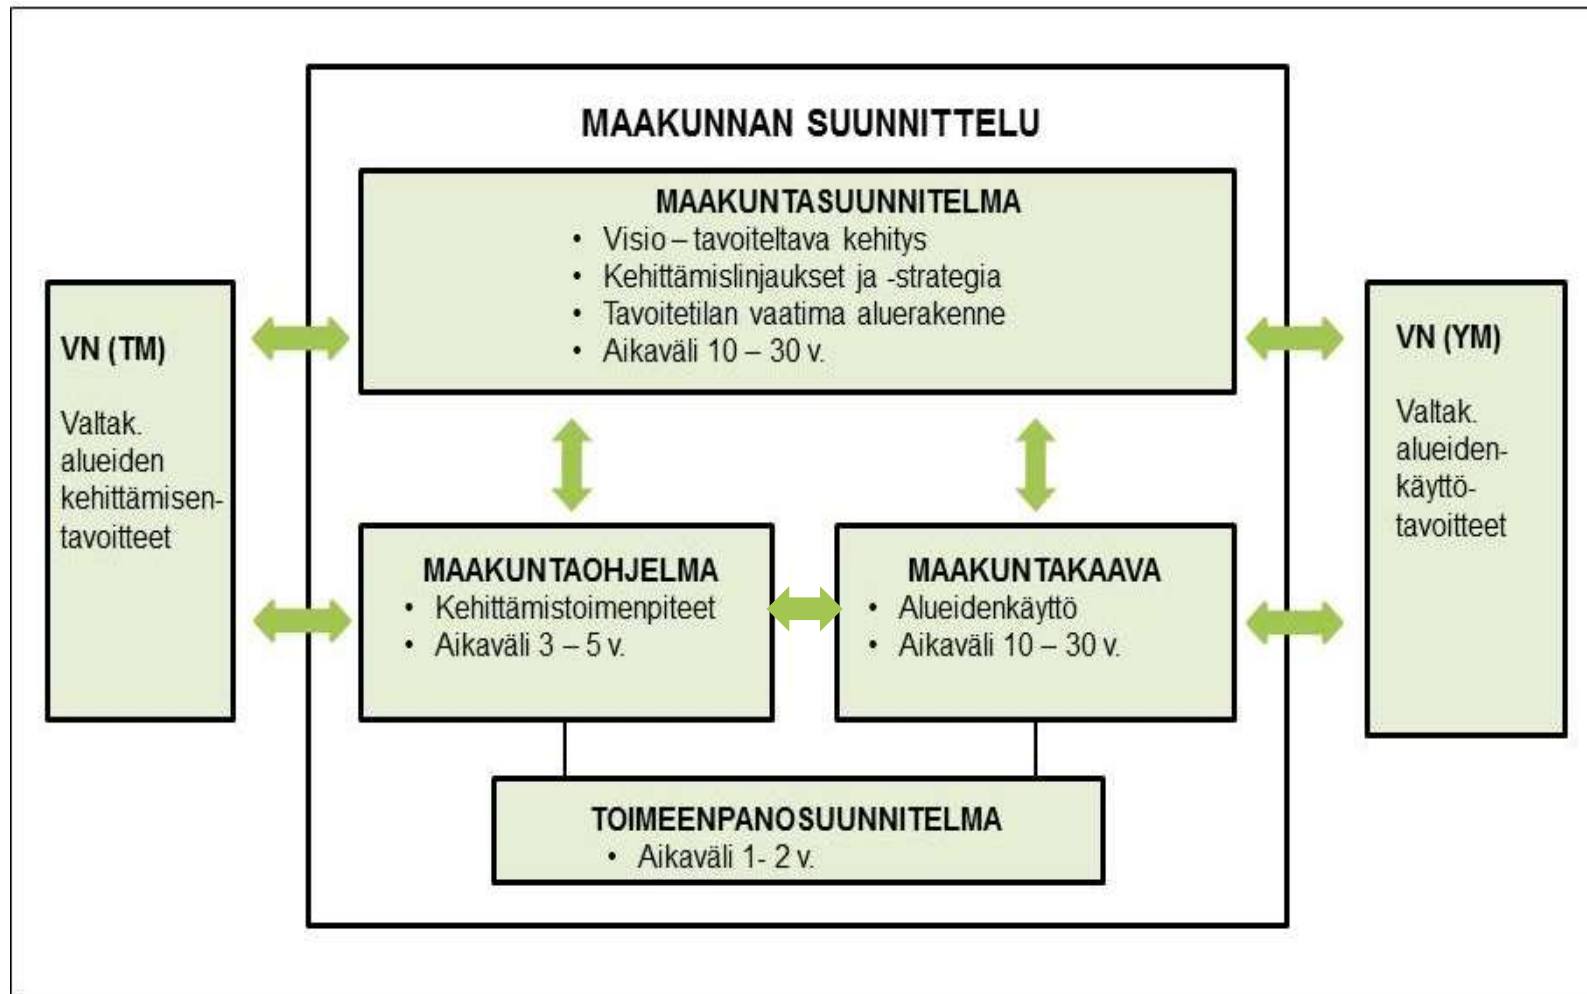 MAAKUNNAN SUUNNITTELU
MAAKUNTASUUNNITELMA
• Visio – tavoiteltava kehitys
• Kehittämislinjaukset ja -strategia
• Tavoitetilan vaatima aluerakenne
• Aikaväli 10 – 30 v.
VN (TM)
Valtak.
alueiden
kehittämisen-
tavoitteet
VN (YM)
Valtak.
alueiden-
käyttö-
tavoitteet
MAAKUNTAOHJELMA
• Kehittämistoimenpiteet
• Aikaväli 3 – 5 v.
MAAKUNTAKAAVA
• Alueidenkäyttö
• Aikaväli 10 – 30 v.
TOIMEENPANOSUUNNITELMA
• Aikaväli 1- 2 v.